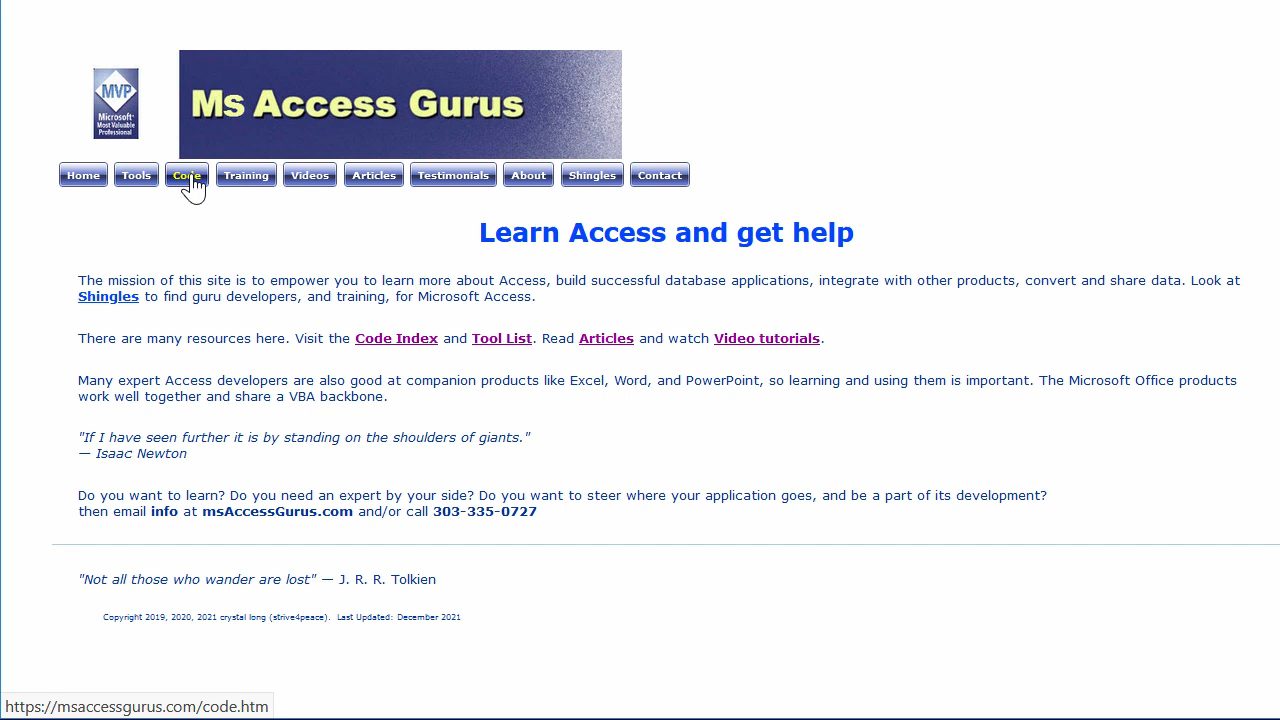 MVP
Microsoft®
Most Valuable
Professional
Ms Access Gurus
Home Tools Code Training Videos Articles Testimonials About Shingles Contact
Learn Access and get help
The mission of this site is to empower you to learn more about Access, build successful database applications, integrate with other products, convert and share data. Look at
Shingles to find guru developers, and training, for Microsoft Access.
There are many resources here. Visit the Code Index and Tool List. Read Articles and watch Video tutorials.
Many expert Access developers are also good at companion products like Excel, Word, and PowerPoint, so learning and using them is important. The Microsoft Office products
work well together and share a VBA backbone.
"If I have seen further it is by standing on the shoulders of giants."
— Isaac Newton
Do you want to learn? Do you need an expert by your side? Do you want to steer where your application goes, and be a part of its development?
then email info at msAccessGurus.com and/or call 303-335-0727
"Not all those who wander are lost" — J. R. R. Tolkien
Copyright 2019, 2020, 2021 crystal long (strive4peace). Last Updated: December 2021
https://msaccessgurus.com/code.htm